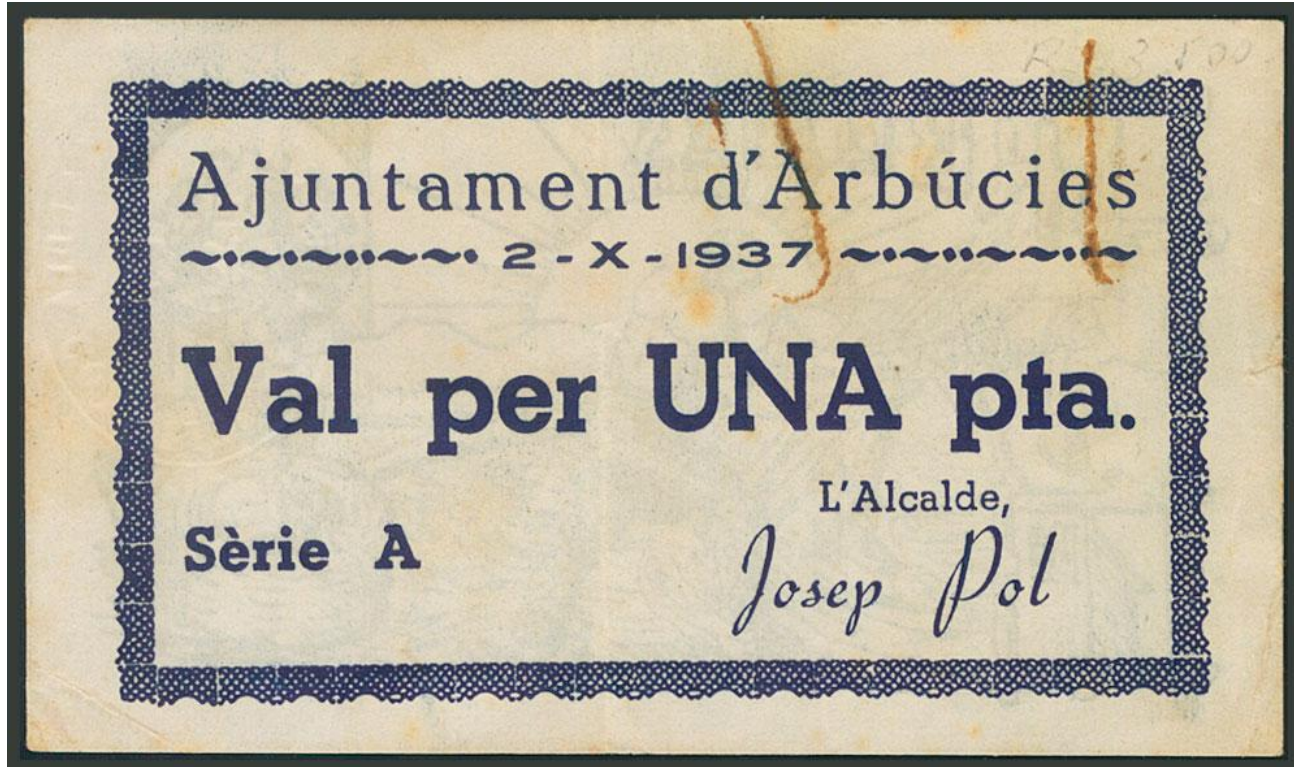 Ajuntament d'Arbúcies
2-X-1937
Val per UNA pta.
L'Alcalde,
Sèrie A
Josep Pol